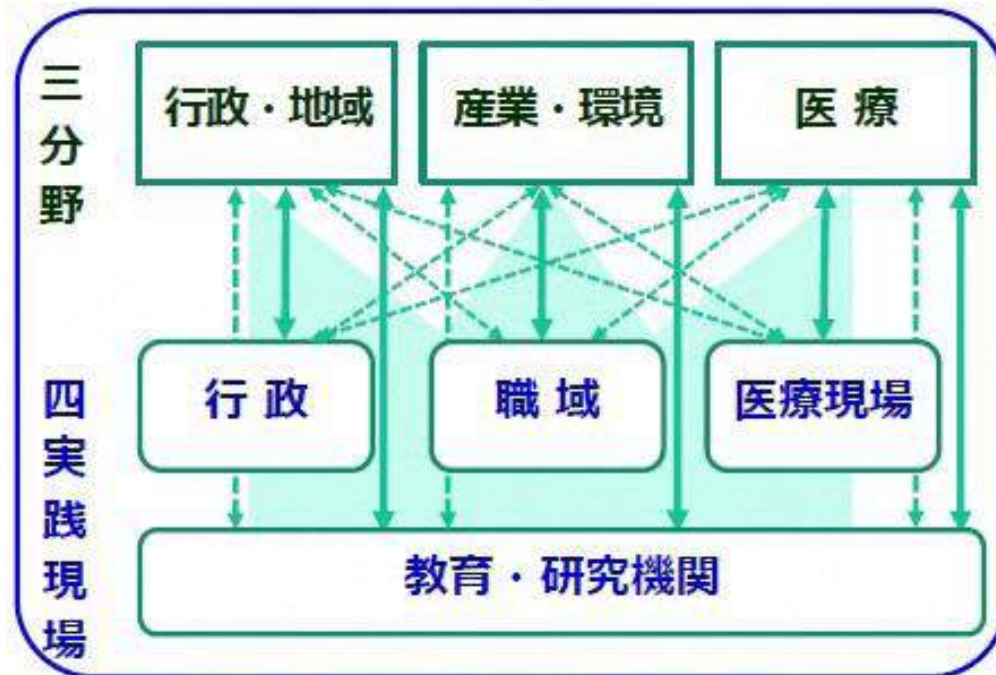 三分野
行政・地域
産業・環境
医 療
四実践現場
行 政
職 域
医療現場
教育・研究機関